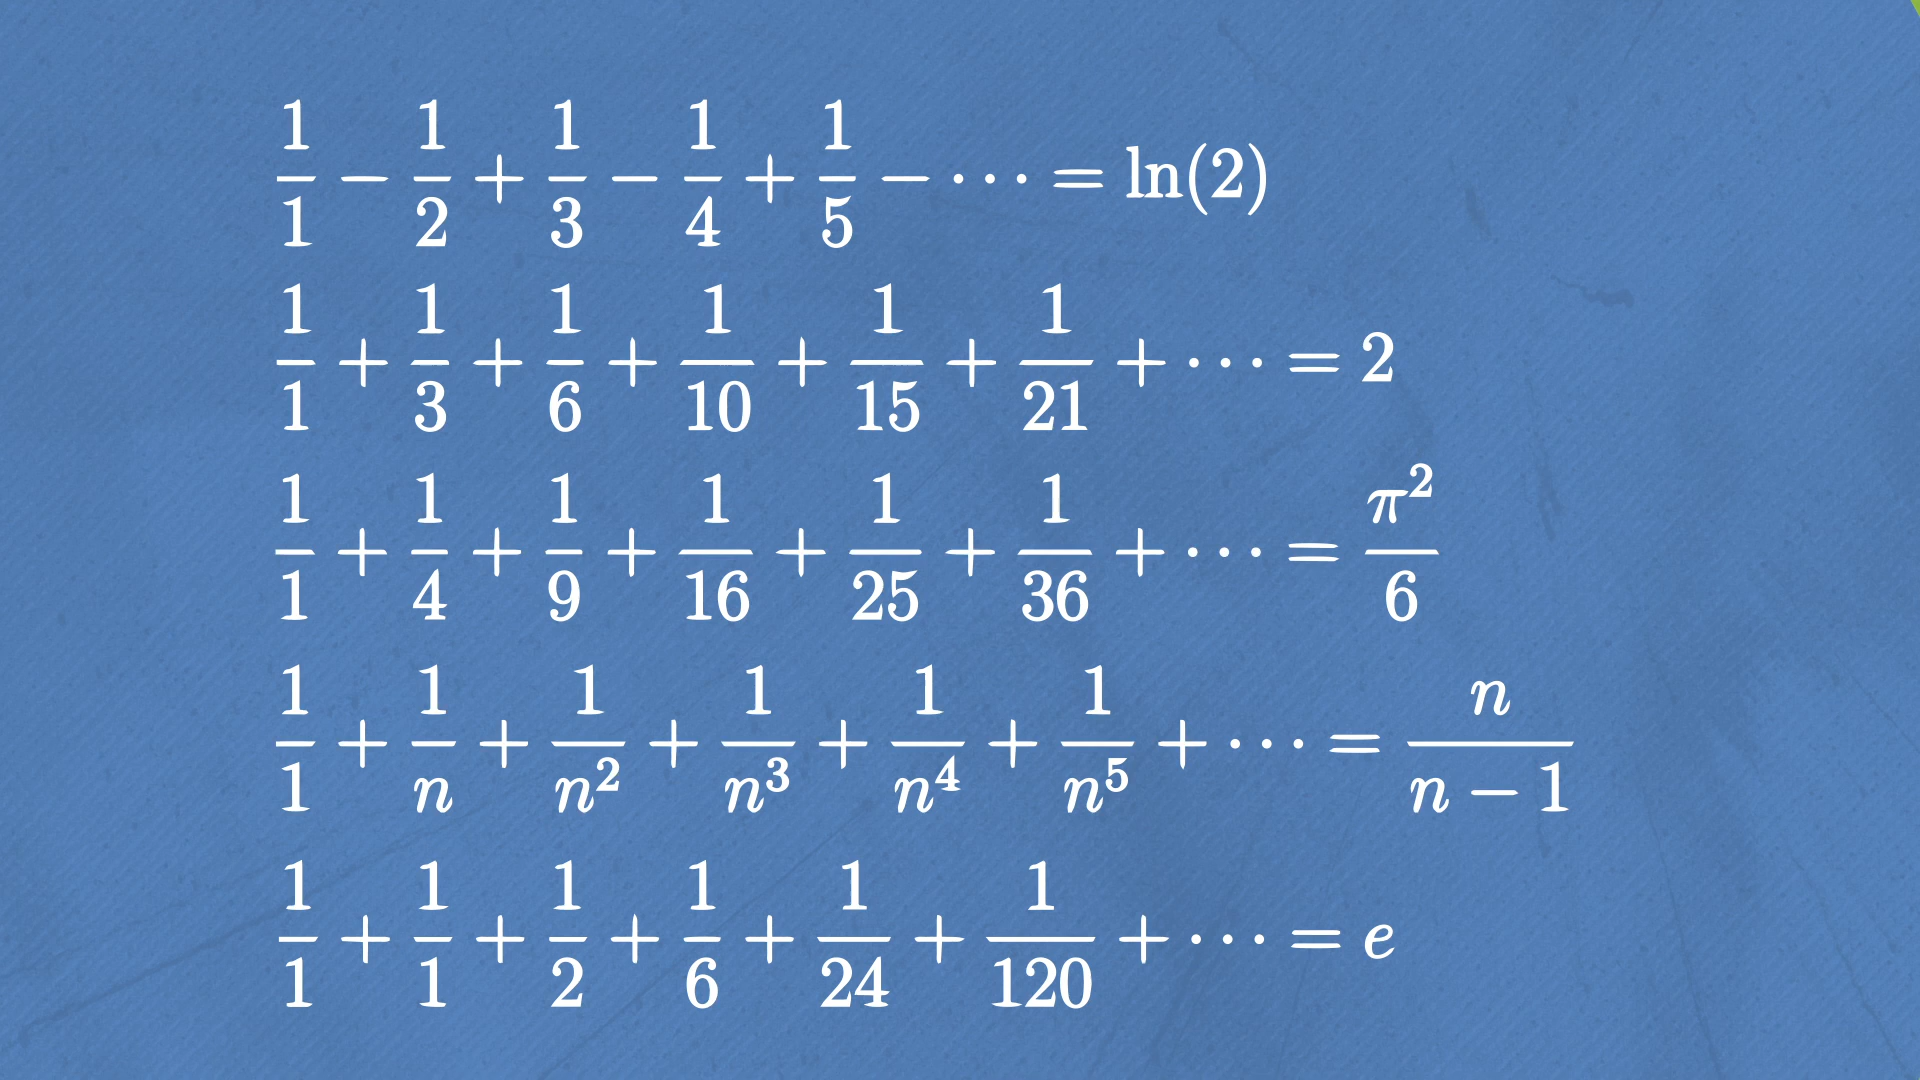 1/1 − 1/2 + 1/3 − 1/4 + 1/5 − ⋯ = ln(2)
1/1 + 1/3 + 1/6 + 1/10 + 1/15 + 1/21 + ⋯ = 2
1/1 + 1/4 + 1/9 + 1/16 + 1/25 + 1/36 + ⋯ = π²/6
1/1 + 1/n + 1/n² + 1/n³ + 1/n⁴ + 1/n⁵ + ⋯ = n/(n − 1)
1/1 + 1/1 + 1/2 + 1/6 + 1/24 + 1/120 + ⋯ = e